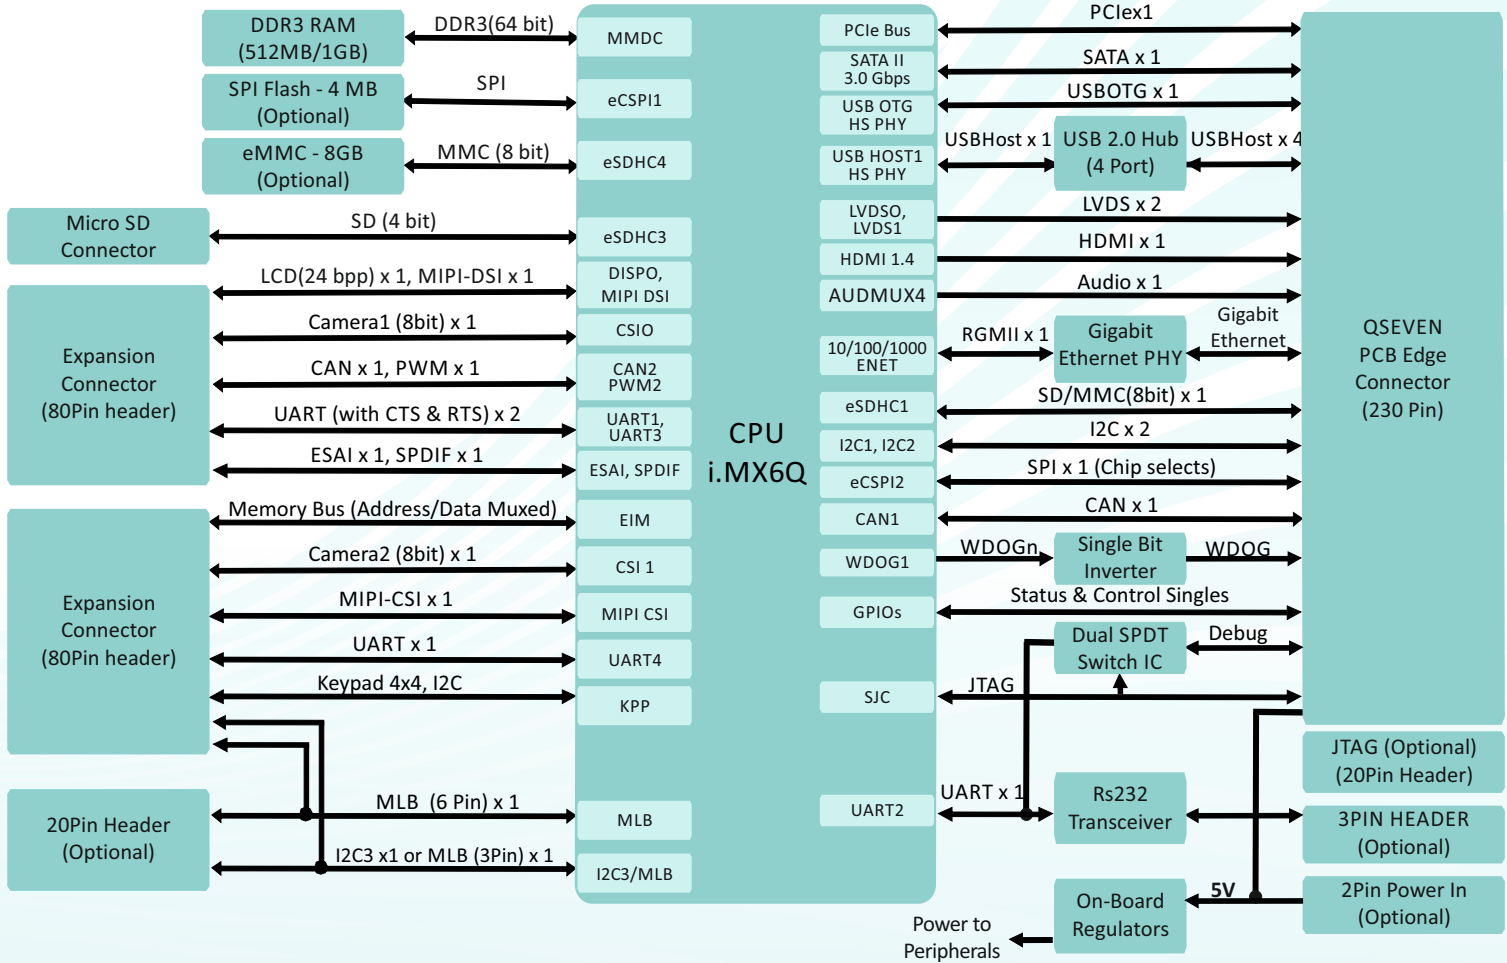 DDR3 RAM
(512MB/1GB)
DDR3(64 bit)
MMDC
SPI Flash - 4 MB
(Optional)
SPI
eCSPI1
eMMC - 8GB
(Optional)
MMC (8 bit)
eSDHC4
Micro SD
Connector
SD (4 bit)
eSDHC3
Expansion
Connector
(80Pin header)
LCD(24 bpp) x 1, MIPI-DSI x 1
DISPO,
MIPI DSI
Camera1 (8bit) x 1
CSIO
CAN x 1, PWM x 1
CAN2
PWM2
UART (with CTS & RTS) x 2
UART1,
UART3
ESAI x 1, SPDIF x 1
ESAI, SPDIF
Expansion
Connector
(80Pin header)
Memory Bus (Address/Data Muxed)
EIM
Camera2 (8bit) x 1
CSI 1
MIPI-CSI x 1
MIPI CSI
UART x 1
UART4
Keypad 4x4, I2C
KPP
20Pin Header
(Optional)
MLB (6 Pin) x 1
MLB
I2C3 x1 or MLB (3Pin) x 1
I2C3/MLB
CPU
i.MX6Q
PCIe Bus
PCIex1
SATA II
3.0 Gbps
SATA x 1
USB OTG
HS PHY
USBOTG x 1
USB HOST1
HS PHY
USBHost x 1
USB 2.0 Hub
(4 Port)
USBHost x 4
LVDSO,
LVDS1
LVDS x 2
HDMI 1.4
HDMI x 1
AUDMUX4
Audio x 1
10/100/1000
ENET
RGMII x 1
Gigabit
Ethernet PHY
Gigabit
Ethernet
eSDHC1
SD/MMC(8bit) x 1
I2C1, I2C2
I2C x 2
eCSPI2
SPI x 1 (Chip selects)
CAN1
CAN x 1
WDOG1
WDOGn
Single Bit
Inverter
WDOG
GPIOs
Status & Control Singles
Dual SPDT
Switch IC
Debug
SJC
JTAG
UART2
UART x 1
Rs232
Transceiver
QSEVEN
PCB Edge
Connector
(230 Pin)
JTAG (Optional)
(20Pin Header)
3PIN HEADER
(Optional)
2Pin Power In
(Optional)
5V
On-Board
Regulators
Power to
Peripherals